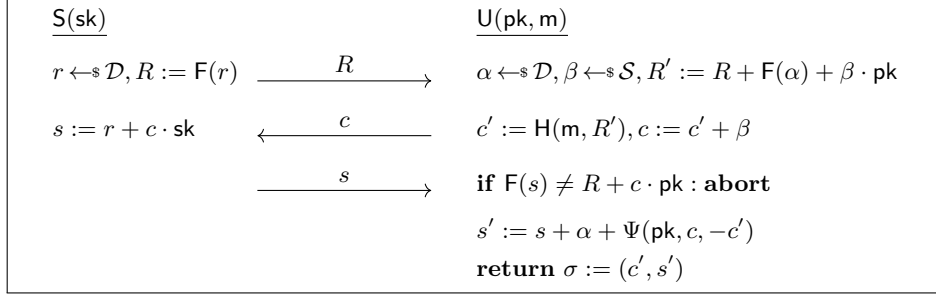 S(sk) U(pk, m)
r ←$ 𝒟, R := F(r) R α ←$ 𝒟, β ←$ 𝒮, R′ := R + F(α) + β · pk
s := r + c · sk c c′ := H(m, R′), c := c′ + β
s if F(s) ≠ R + c · pk : abort
s′ := s + α + Ψ(pk, c, −c′)
return σ := (c′, s′)